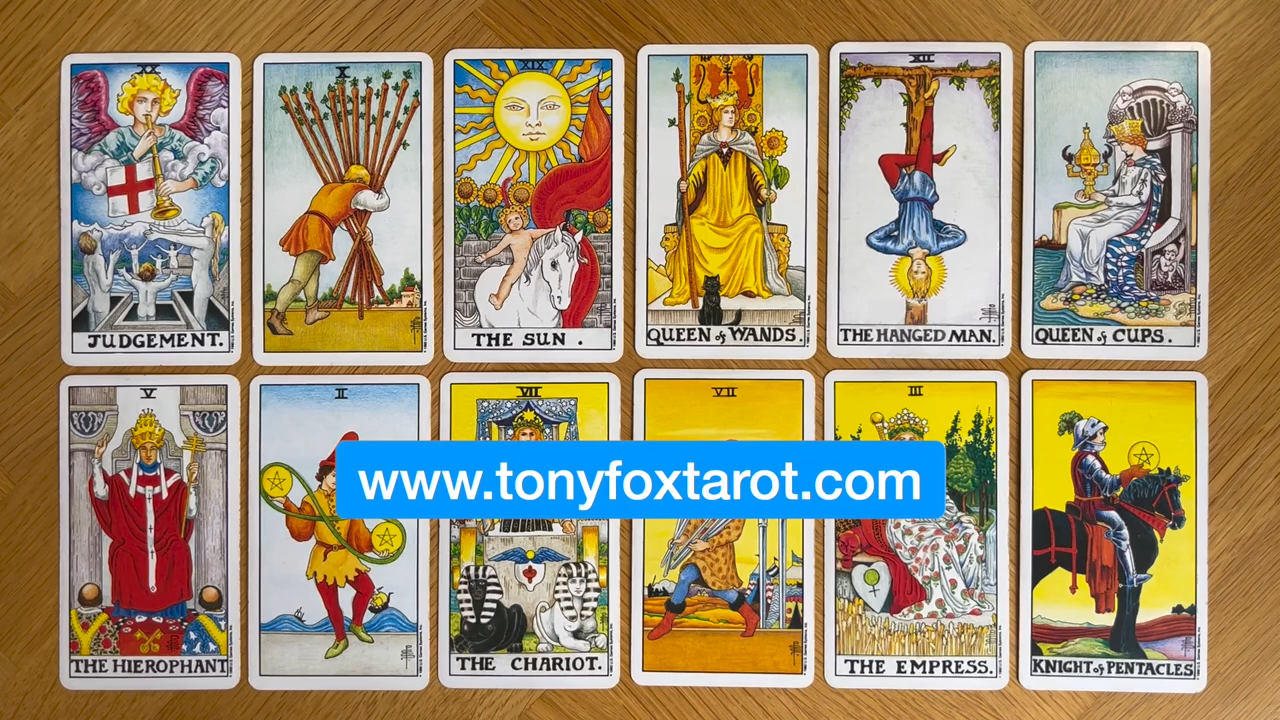 XX
JUDGEMENT.
X
XIX
THE SUN .
QUEEN of WANDS.
XII
THE HANGED MAN.
QUEEN of CUPS.
V
THE HIEROPHANT
II
VII
THE CHARIOT.
VII
III
THE EMPRESS.
KNIGHT of PENTACLES
www.tonyfoxtarot.com